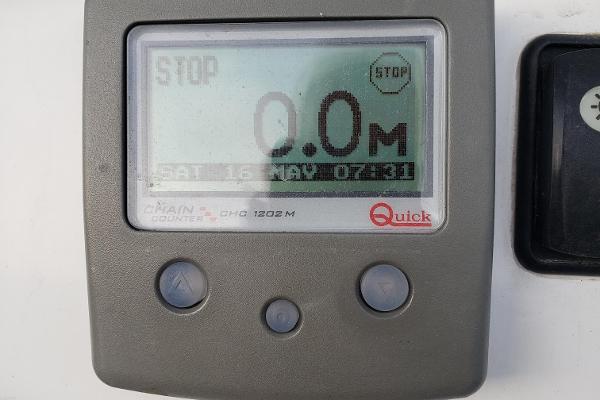 STOP
STOP
0.0M
SAT 16 MAY 07:31
CHAIN COUNTER CHC 1202 M
Quick